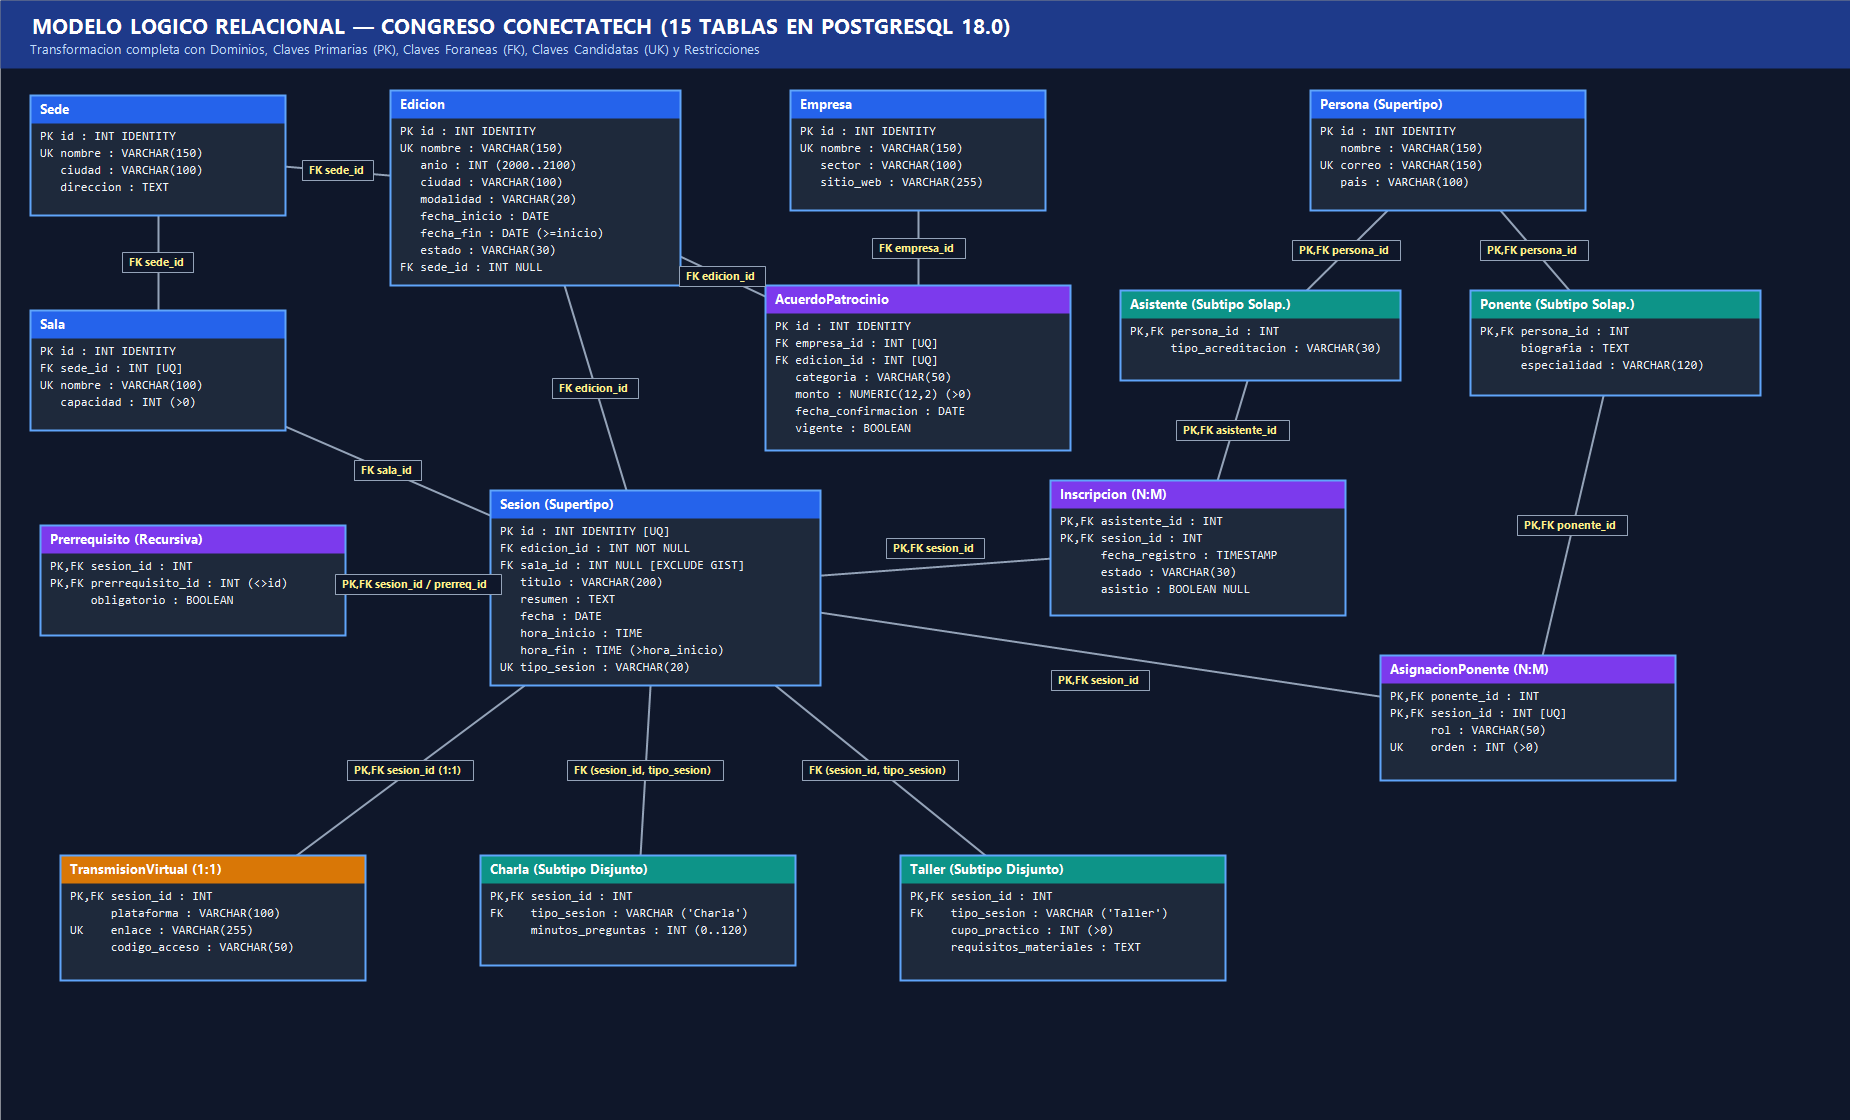 MODELO LOGICO RELACIONAL — CONGRESO CONECTATECH (15 TABLAS EN POSTGRESQL 18.0)
Transformacion completa con Dominios, Claves Primarias (PK), Claves Foraneas (FK), Claves Candidatas (UK) y Restricciones
Sede
PK id : INT IDENTITY
UK nombre : VARCHAR(150)
ciudad : VARCHAR(100)
direccion : TEXT
FK sede_id
Edicion
PK id : INT IDENTITY
UK nombre : VARCHAR(150)
anio : INT (2000..2100)
ciudad : VARCHAR(100)
modalidad : VARCHAR(20)
fecha_inicio : DATE
fecha_fin : DATE (>=inicio)
estado : VARCHAR(30)
FK sede_id : INT NULL
Empresa
PK id : INT IDENTITY
UK nombre : VARCHAR(150)
sector : VARCHAR(100)
sitio_web : VARCHAR(255)
Persona (Supertipo)
PK id : INT IDENTITY
nombre : VARCHAR(150)
UK correo : VARCHAR(150)
pais : VARCHAR(100)
FK sede_id
FK edicion_id
FK empresa_id
PK,FK persona_id
PK,FK persona_id
Sala
PK id : INT IDENTITY
FK sede_id : INT [UQ]
UK nombre : VARCHAR(100)
capacidad : INT (>0)
AcuerdoPatrocinio
PK id : INT IDENTITY
FK empresa_id : INT [UQ]
FK edicion_id : INT [UQ]
categoria : VARCHAR(50)
monto : NUMERIC(12,2) (>0)
fecha_confirmacion : DATE
vigente : BOOLEAN
Asistente (Subtipo Solap.)
PK,FK persona_id : INT
tipo_acreditacion : VARCHAR(30)
Ponente (Subtipo Solap.)
PK,FK persona_id : INT
biografia : TEXT
especialidad : VARCHAR(120)
FK edicion_id
FK sala_id
PK,FK asistente_id
PK,FK ponente_id
Prerrequisito (Recursiva)
PK,FK sesion_id : INT
PK,FK prerrequisito_id : INT (<>id)
obligatorio : BOOLEAN
PK,FK sesion_id / prerreq_id
Sesion (Supertipo)
PK id : INT IDENTITY [UQ]
FK edicion_id : INT NOT NULL
FK sala_id : INT NULL [EXCLUDE GIST]
titulo : VARCHAR(200)
resumen : TEXT
fecha : DATE
hora_inicio : TIME
hora_fin : TIME (>hora_inicio)
UK tipo_sesion : VARCHAR(20)
PK,FK sesion_id
Inscripcion (N:M)
PK,FK asistente_id : INT
PK,FK sesion_id : INT
fecha_registro : TIMESTAMP
estado : VARCHAR(30)
asistio : BOOLEAN NULL
PK,FK sesion_id
AsignacionPonente (N:M)
PK,FK ponente_id : INT
PK,FK sesion_id : INT [UQ]
rol : VARCHAR(50)
UK orden : INT (>0)
PK,FK sesion_id (1:1)
FK (sesion_id, tipo_sesion)
FK (sesion_id, tipo_sesion)
TransmisionVirtual (1:1)
PK,FK sesion_id : INT
plataforma : VARCHAR(100)
UK enlace : VARCHAR(255)
codigo_acceso : VARCHAR(50)
Charla (Subtipo Disjunto)
PK,FK sesion_id : INT
FK tipo_sesion : VARCHAR ('Charla')
minutos_preguntas : INT (0..120)
Taller (Subtipo Disjunto)
PK,FK sesion_id : INT
FK tipo_sesion : VARCHAR ('Taller')
cupo_practico : INT (>0)
requisitos_materiales : TEXT